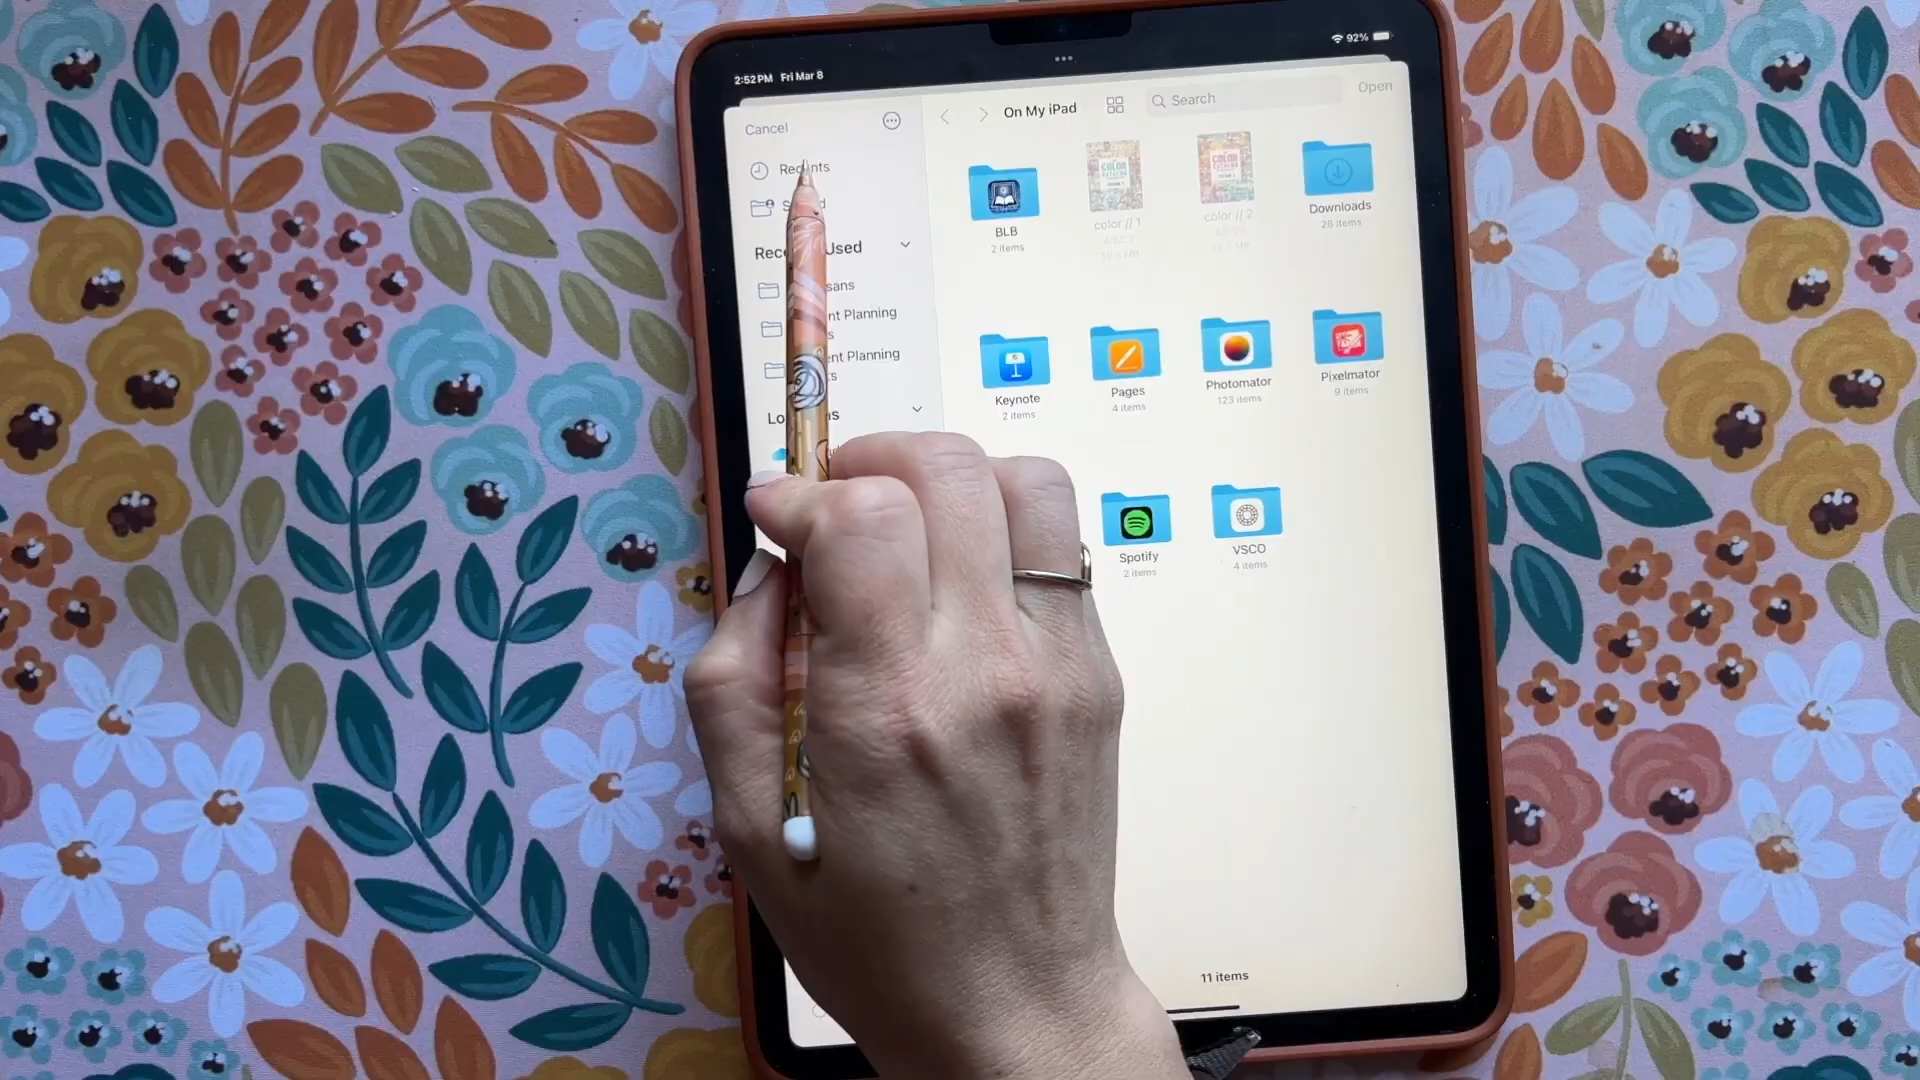 2:52PM Fri Mar 8
92%
Cancel
On My iPad
Search
Open
Recents
Used
sans
nt Planning
ent Planning
BLB
2 items
color // 1
color // 2
Downloads
28 items
Keynote
2 items
Pages
4 items
Photomator
123 items
Pixelmator
9 items
Spotify
2 items
VSCO
4 items
11 items